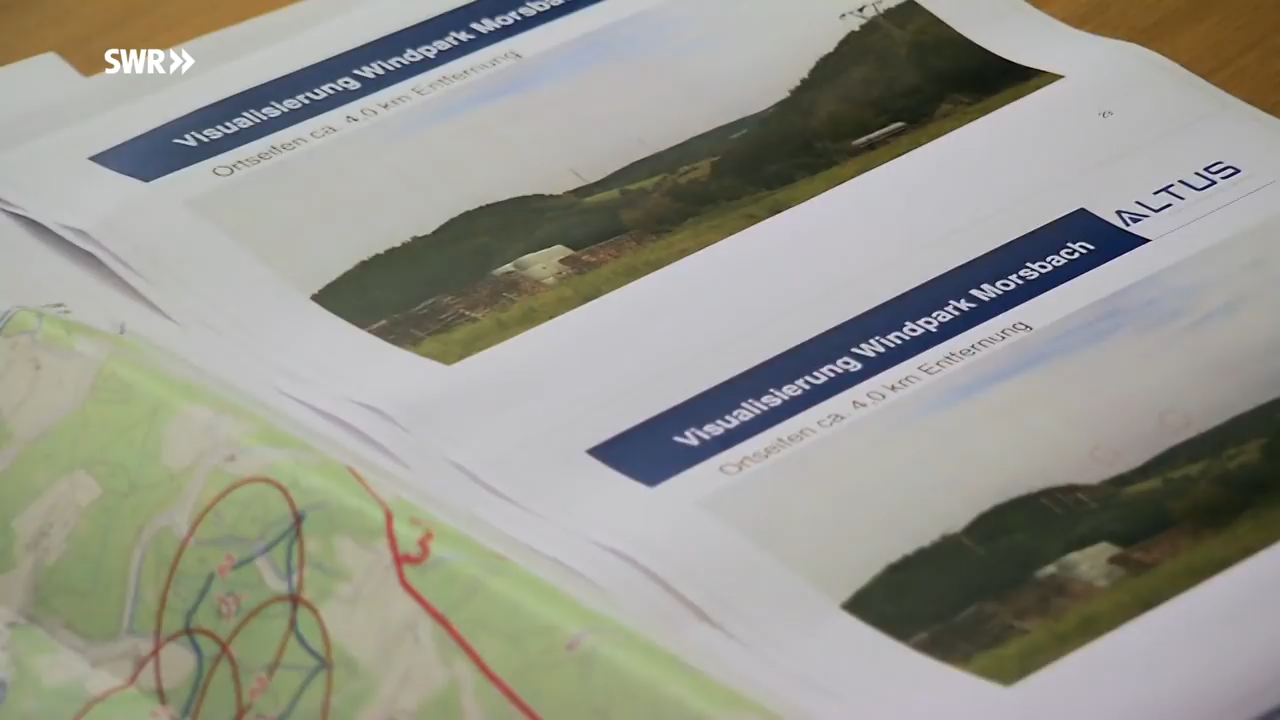 SWR
Visualisierung Windpark Morsbach
Ortseifen ca. 4,0 km Entfernung
23
ALTUS
Visualisierung Windpark Morsbach
Ortseifen ca. 4,0 km Entfernung